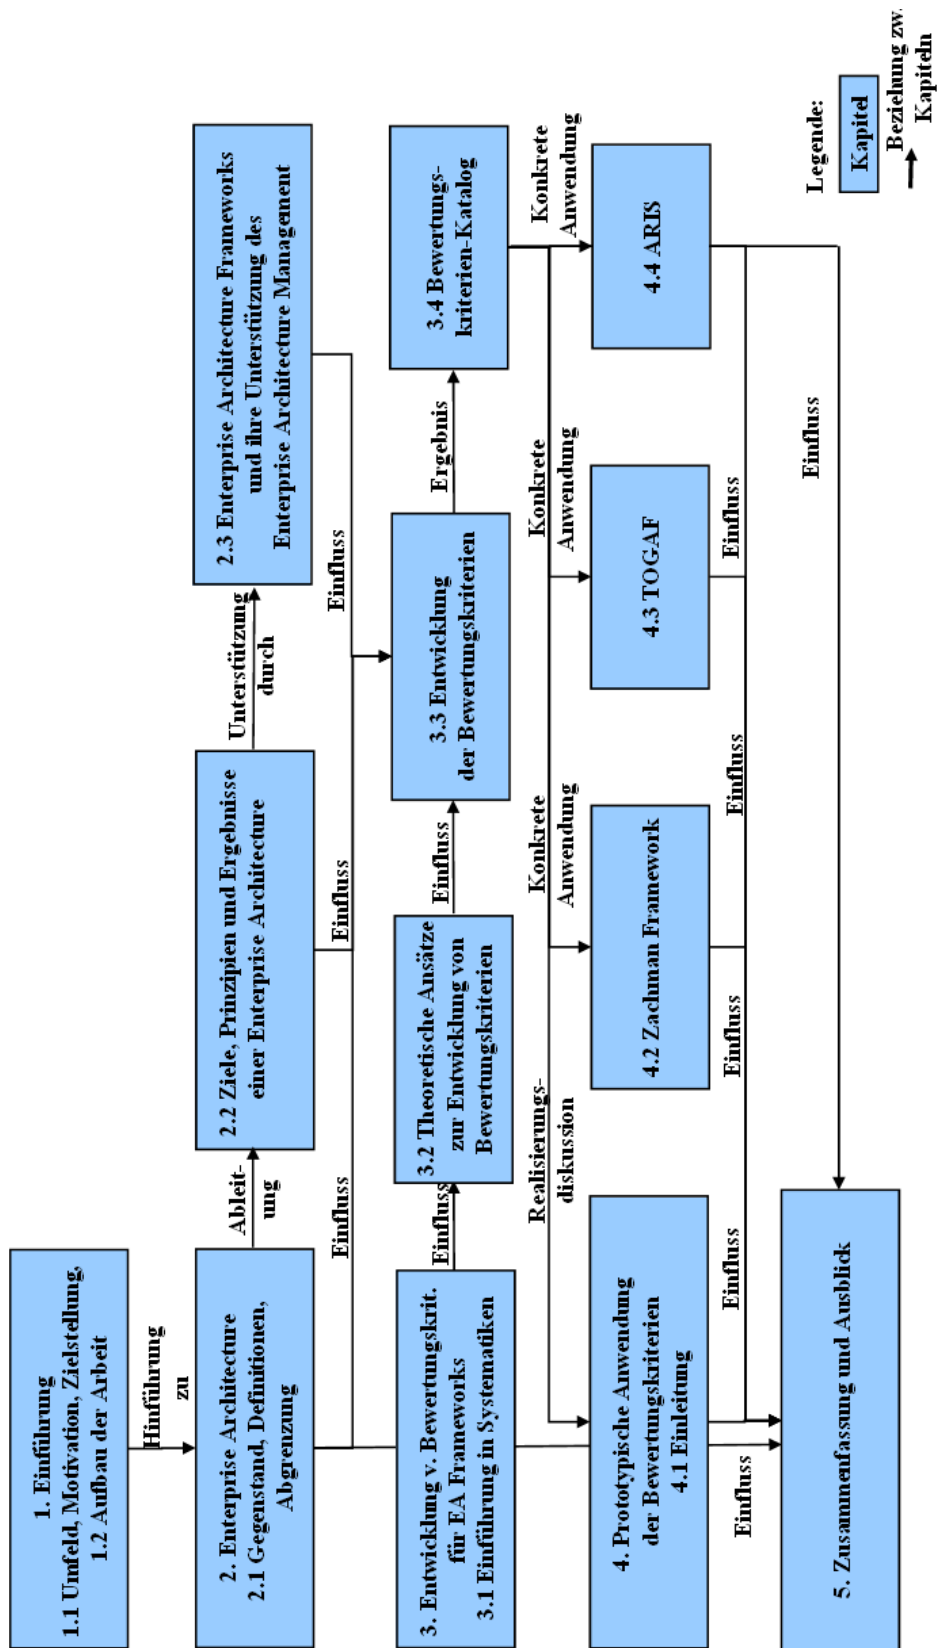 1. Einführung
1.1 Umfeld, Motivation, Zielstellung,
1.2 Aufbau der Arbeit
Hinführung
zu
2. Enterprise Architecture
2.1 Gegenstand, Definitionen,
Abgrenzung
Ableit-
ung
2.2 Ziele, Prinzipien und Ergebnisse
einer Enterprise Architecture
Unterstützung
durch
2.3 Enterprise Architecture Frameworks
und ihre Unterstützung des
Enterprise Architecture Management
Einfluss
Einfluss
Einfluss
3. Entwicklung v. Bewertungskrit.
für EA Frameworks
3.1 Einführung in Systematiken
Einfluss
3.2 Theoretische Ansätze
zur Entwicklung von
Bewertungskriterien
Einfluss
3.3 Entwicklung
der Bewertungskriterien
Ergebnis
3.4 Bewertungs-
kriterien-Katalog
Realisierungs-
diskussion
Konkrete
Anwendung
Konkrete
Anwendung
Konkrete
Anwendung
4. Prototypische Anwendung
der Bewertungskriterien
4.1 Einleitung
4.2 Zachman Framework
4.3 TOGAF
4.4 ARIS
Einfluss
Einfluss
Einfluss
Einfluss
Einfluss
Einfluss
5. Zusammenfassung und Ausblick
Legende:
Kapitel
Beziehung zw.
Kapiteln